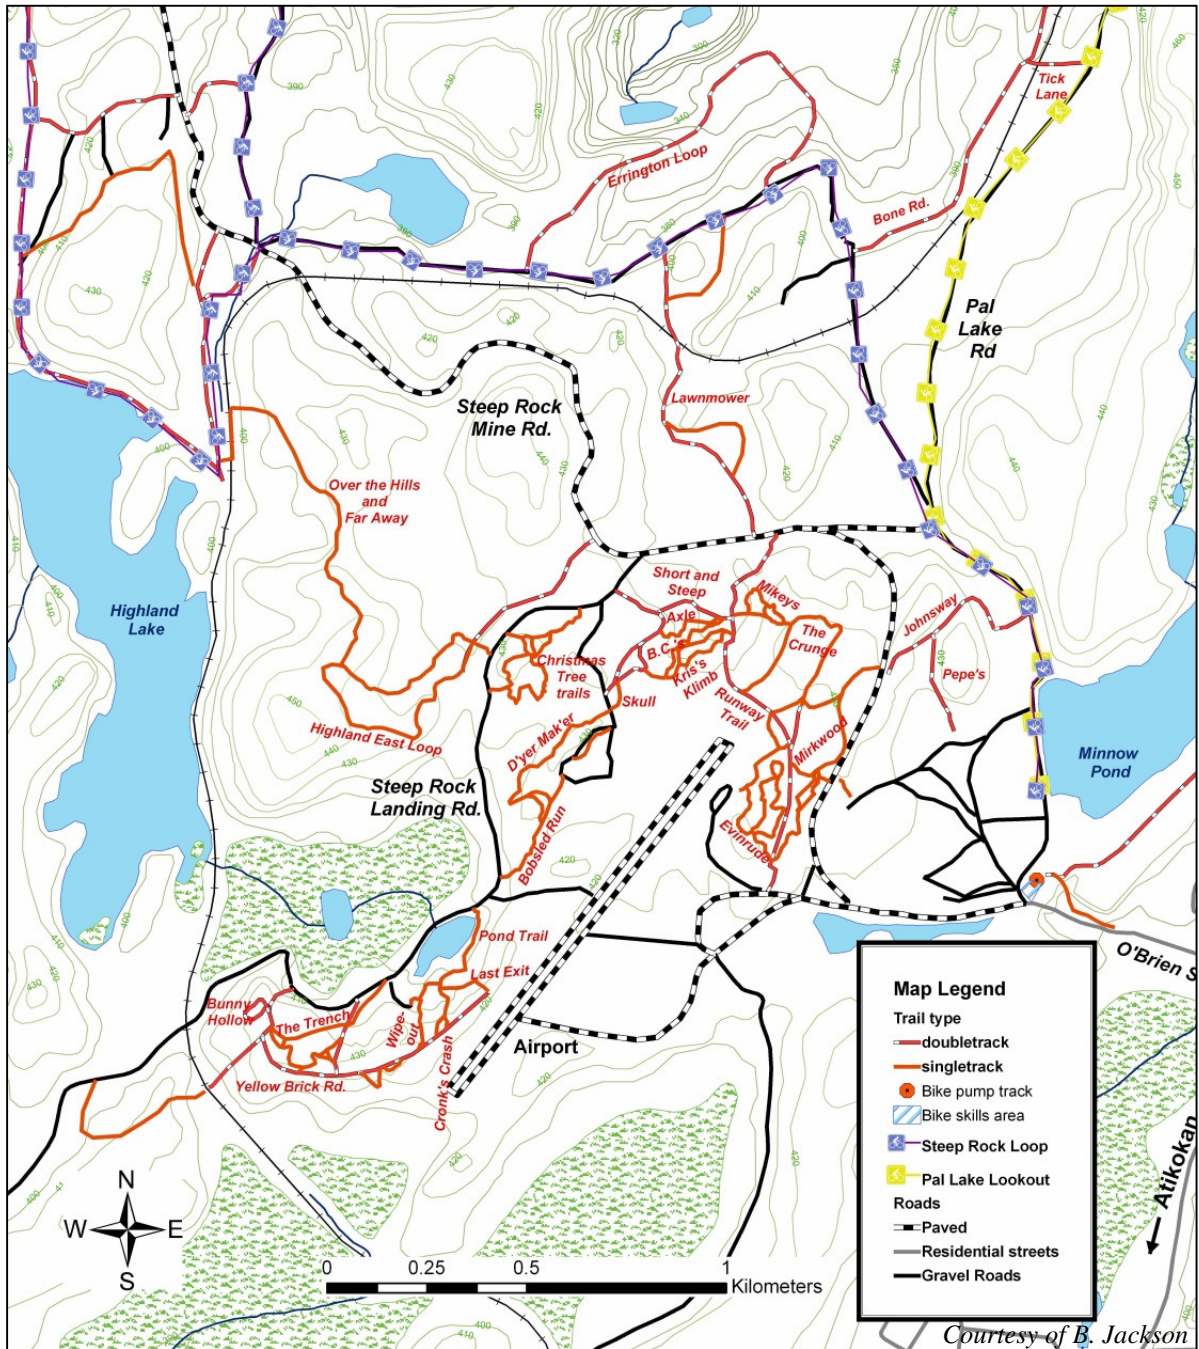 Tick
Lane
Errington Loop
Bone Rd.
Pal
Lake
Rd
Steep Rock
Mine Rd.
Lawnmower
Over the Hills
and
Far Away
Highland
Lake
Short and
Steep
Mikeys
Axle
The
Crunge
Johnsway
B.C.'s
Kris's
Klimb
Pepe's
Christmas
Tree
trails
Skull
Runway
Trail
Highland East Loop
D'yer Mak'er
Mirkwood
Minnow
Pond
Steep Rock
Landing Rd.
Bobsled Run
Evinrude
Pond Trail
Last Exit
O'Brien S
Bunny
Hollow
The Trench
Wipe-
out
Airport
Yellow Brick Rd.
Cronk's Crash
Map Legend
Trail type
doubletrack
singletrack
Bike pump track
Bike skills area
Steep Rock Loop
Pal Lake Lookout
Roads
Paved
Residential streets
Gravel Roads
Atikokan
N
W E
S
0 0.25 0.5 1
Kilometers
Courtesy of B. Jackson